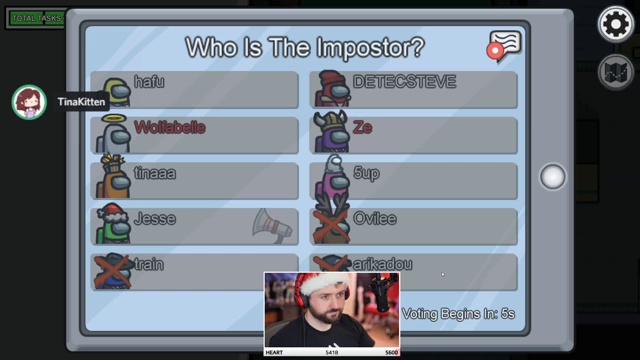 TOTAL TASKS
Who Is The Impostor?
hafu
DETECSTEVE
TinaKitten
Wolfabelle
Ze
tinaaa
5up
Jesse
Ovilee
train
arikadou
Voting Begins In: 5s
HEART 5418 5600